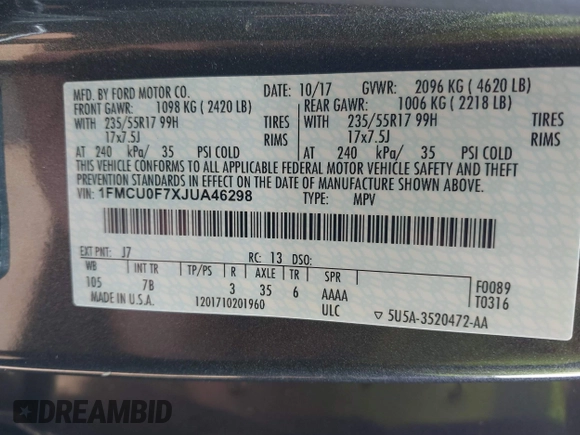 MFD. BY FORD MOTOR CO. DATE: 10/17 GVWR: 2096 KG ( 4620 LB)
FRONT GAWR: 1098 KG ( 2420 LB) REAR GAWR: 1006 KG ( 2218 LB)
WITH 235/55R17 99H TIRES WITH 235/55R17 99H TIRES
17x7.5J RIMS 17x7.5J RIMS
AT 240 kPa/ 35 PSI COLD AT 240 kPa/ 35 PSI COLD
THIS VEHICLE CONFORMS TO ALL APPLICABLE FEDERAL MOTOR VEHICLE SAFETY AND THEFT
PREVENTION STANDARDS IN EFFECT ON THE DATE OF MANUFACTURE SHOWN ABOVE.
VIN: 1FMCU0F7XJUA46298 TYPE: MPV
EXT PNT: J7 RC: 13 DSO:
WB INT TR TP/PS R AXLE TR SPR F0089
105 7B 3 35 6 AAAA T0316
MADE IN U.S.A. 1201710201960 ULC ▽ 5U5A-3520472-AA
DREAMBID